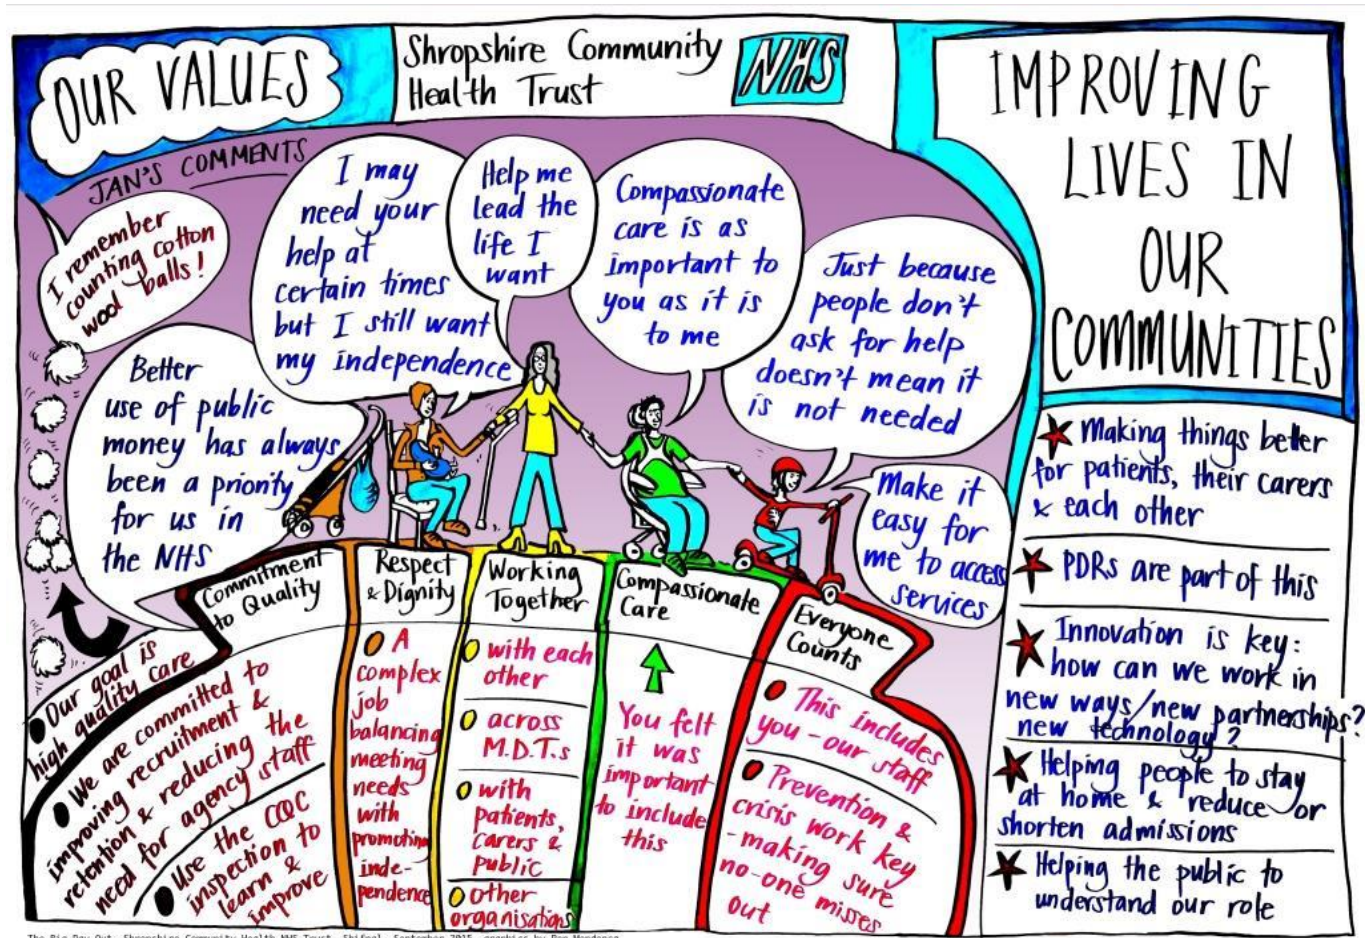 OUR VALUES
Shropshire Community
Health Trust
NHS
IMPROVING
LIVES IN
OUR
COMMUNITIES
JAN'S COMMENTS
I remember
counting cotton
wool balls!
Better
use of public
money has always
been a priority
for us in
the NHS
I may
need your
help at
certain times
but I still want
my independence
Help me
lead the
life I
want
Compassionate
care is as
important to
you as it is
to me
Just because
people don't
ask for help
doesn't mean it
is not needed
Make it
easy for
me to access
services
Commitment
to Quality
Our goal is
high quality care
We are committed to
improving recruitment &
retention & reducing the
need for agency staff
Use the CQC
inspection to
learn &
improve
Respect
& Dignity
A
complex
job
balancing
meeting
needs
with
promoting
inde-
pendence
Working
Together
with each
other
across
M.D.T.s
with
patients,
carers &
public
other
organisations
Compassionate
Care
You felt
it was
important
to include
this
Everyone
Counts
This includes
you - our staff
Prevention &
crisis work key
- making sure
no-one misses
out
Making things better
for patients, their carers
& each other
PDRs are part of this
Innovation is key:
how can we work in
new ways/new partnerships?
new technology?
Helping people to stay
at home & reduce or
shorten admissions
Helping the public to
understand our role